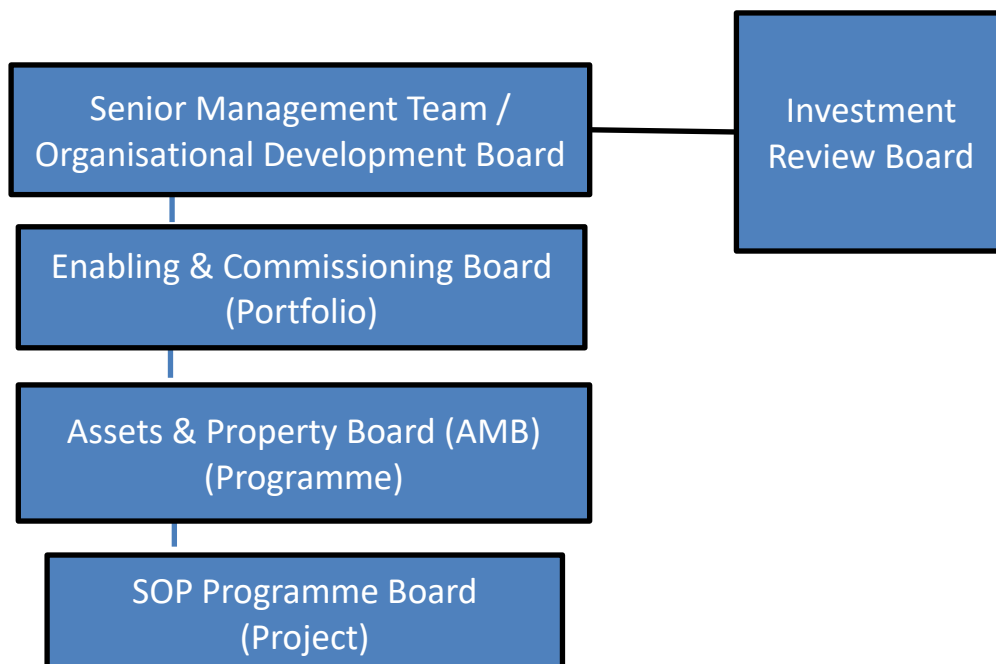 Senior Management Team /
Organisational Development Board
Investment
Review Board
Enabling & Commissioning Board
(Portfolio)
Assets & Property Board (AMB)
(Programme)
SOP Programme Board
(Project)